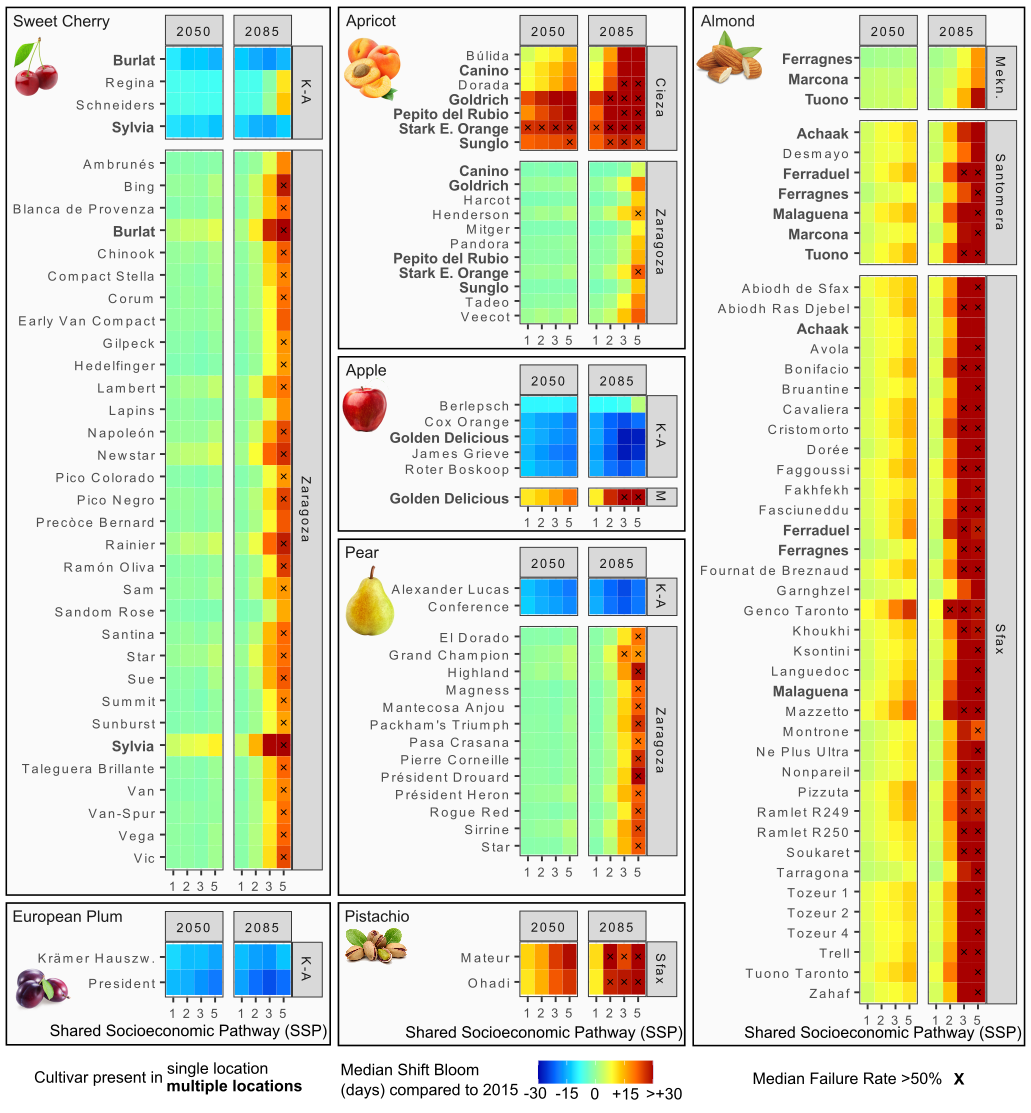 Sweet Cherry
2050 2085
Burlat
Regina
Schneiders
Sylvia
K-A
Ambrunés
Bing
Blanca de Provenza
Burlat
Chinook
Compact Stella
Corum
Early Van Compact
Gilpeck
Hedelfinger
Lambert
Lapins
Napoleón
Newstar
Pico Colorado
Pico Negro
Precòce Bernard
Rainier
Ramón Oliva
Sam
Sandom Rose
Santina
Star
Sue
Summit
Sunburst
Sylvia
Taleguera Brillante
Van
Van-Spur
Vega
Vic
Zaragoza
1 2 3 5 1 2 3 5
European Plum
2050 2085
Krämer Hauszw.
President
K-A
1 2 3 5 1 2 3 5
Shared Socioeconomic Pathway (SSP)
Apricot
2050 2085
Búlida
Canino
Dorada
Goldrich
Pepito del Rubio
Stark E. Orange
Sunglo
Cieza
Canino
Goldrich
Harcot
Henderson
Mitger
Pandora
Pepito del Rubio
Stark E. Orange
Sunglo
Tadeo
Veecot
Zaragoza
1 2 3 5 1 2 3 5
Apple
2050 2085
Berlepsch
Cox Orange
Golden Delicious
James Grieve
Roter Boskoop
K-A
Golden Delicious
M
1 2 3 5 1 2 3 5
Pear
2050 2085
Alexander Lucas
Conference
K-A
El Dorado
Grand Champion
Highland
Magness
Mantecosa Anjou
Packham's Triumph
Pasa Crasana
Pierre Corneille
Président Drouard
Président Heron
Rogue Red
Sirrine
Star
Zaragoza
1 2 3 5 1 2 3 5
Pistachio
2050 2085
Mateur
Ohadi
Sfax
1 2 3 5 1 2 3 5
Shared Socioeconomic Pathway (SSP)
Almond
2050 2085
Ferragnes
Marcona
Tuono
Mekn.
Achaak
Desmayo
Ferraduel
Ferragnes
Malaguena
Marcona
Tuono
Santomera
Abiodh de Sfax
Abiodh Ras Djebel
Achaak
Avola
Bonifacio
Bruantine
Cavaliera
Cristomorto
Dorée
Faggoussi
Fakhfekh
Fasciuneddu
Ferraduel
Ferragnes
Fournat de Breznaud
Garnghzel
Genco Taronto
Khoukhi
Ksontini
Languedoc
Malaguena
Mazzetto
Montrone
Ne Plus Ultra
Nonpareil
Pizzuta
Ramlet R249
Ramlet R250
Soukaret
Tarragona
Tozeur 1
Tozeur 2
Tozeur 4
Trell
Tuono Taronto
Zahaf
Sfax
1 2 3 5 1 2 3 5
Shared Socioeconomic Pathway (SSP)
Cultivar present in single location
multiple locations
Median Shift Bloom
(days) compared to 2015 -30 -15 0 +15 >+30
Median Failure Rate >50% X